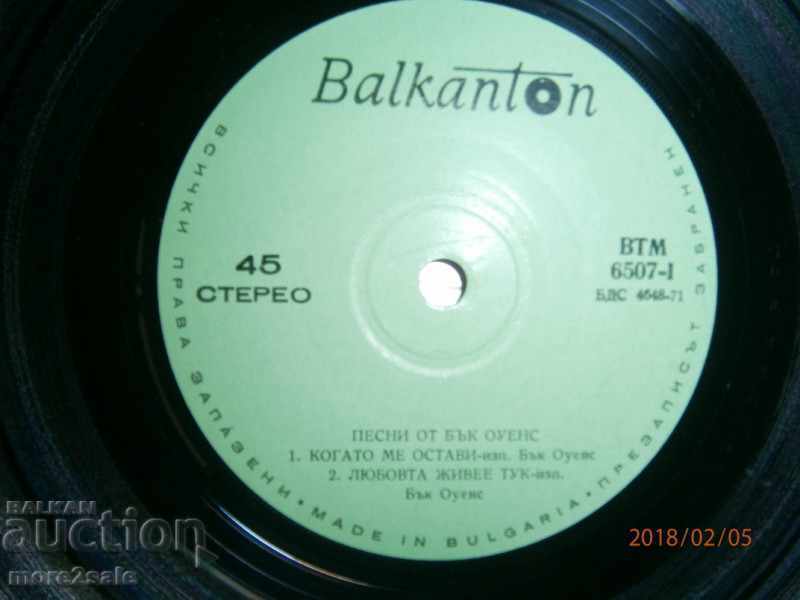 Balkanton
ВСИЧКИ ПРАВА ЗАПАЗЕНИ • MADE IN BULGARIA • ПРЕЗАПИСЪТ ЗАБРАНЕН
45
СТЕРЕО
ВТМ
6507-I
БДС 4648-71
ПЕСНИ ОТ БЪК ОУЕНС
1. КОГАТО МЕ ОСТАВИ-изп. Бък Оуенс
2. ЛЮБОВТА ЖИВЕЕ ТУК-изп.
Бък Оуенс
BALKAN
auction
more2sale
2018/02/05